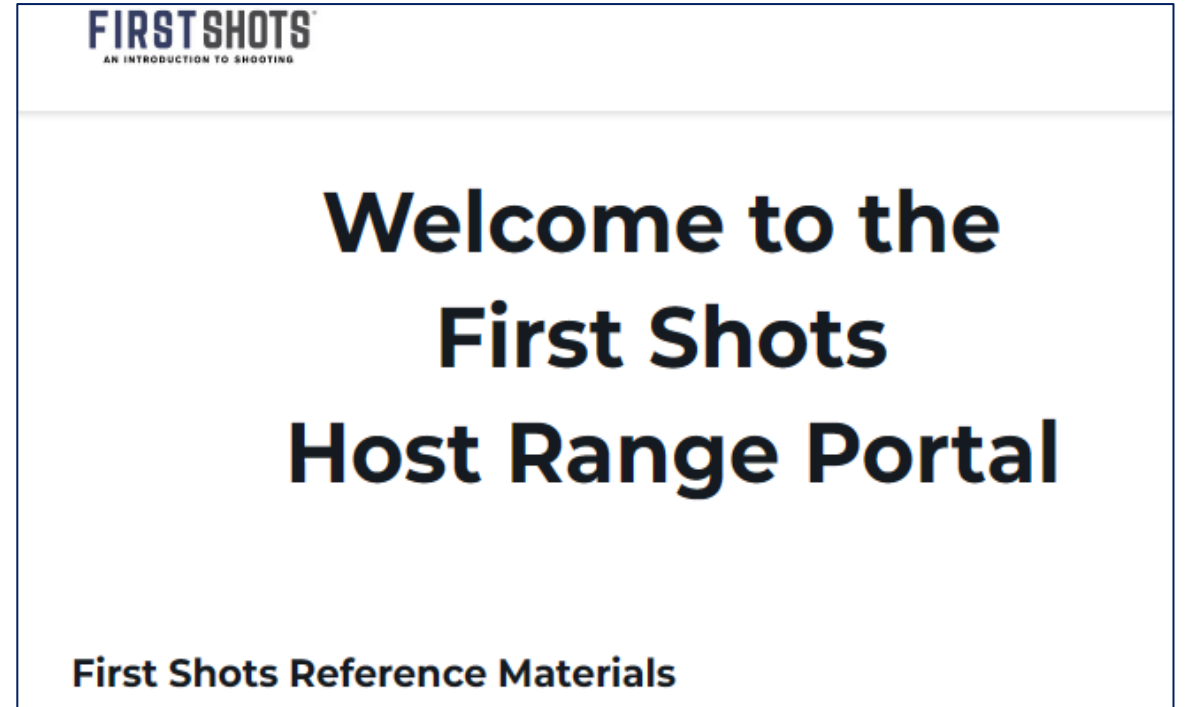 FIRST SHOTS
AN INTRODUCTION TO SHOOTING
Welcome to the
First Shots
Host Range Portal
First Shots Reference Materials